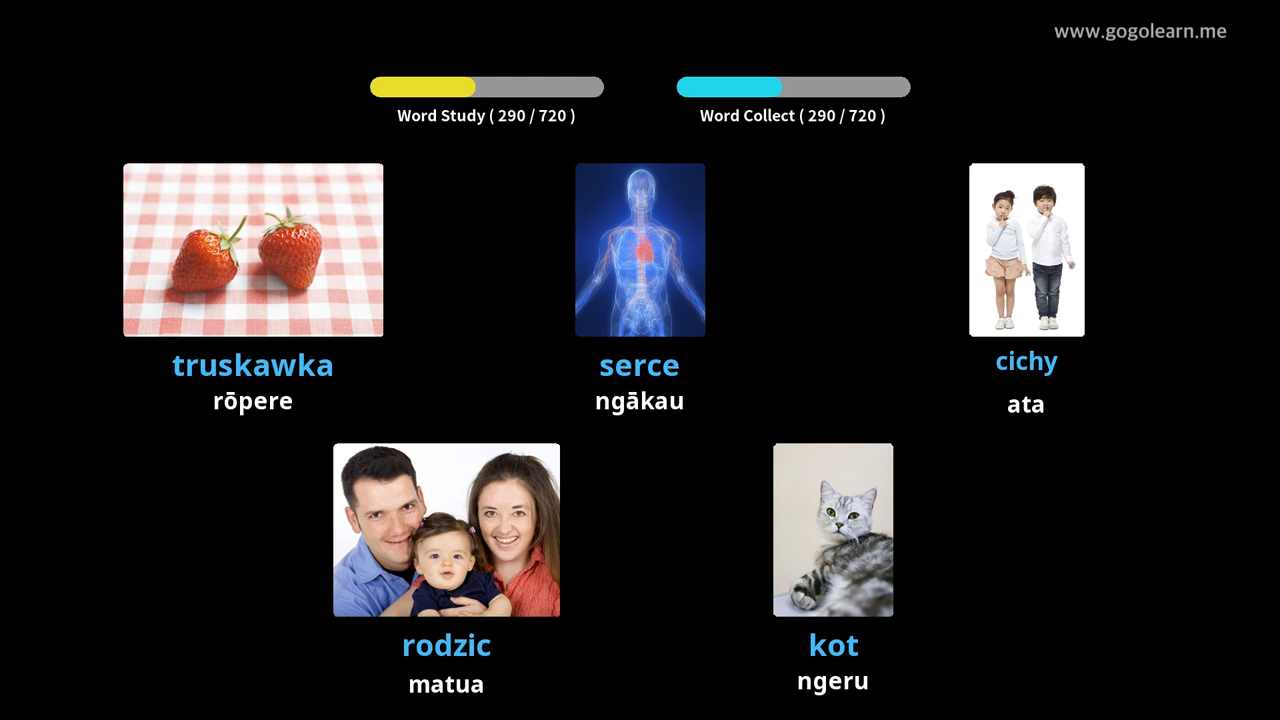 www.gogolearn.me
Word Study ( 290 / 720 )
Word Collect ( 290 / 720 )
truskawka
rōpere
serce
ngākau
cichy
ata
rodzic
matua
kot
ngeru